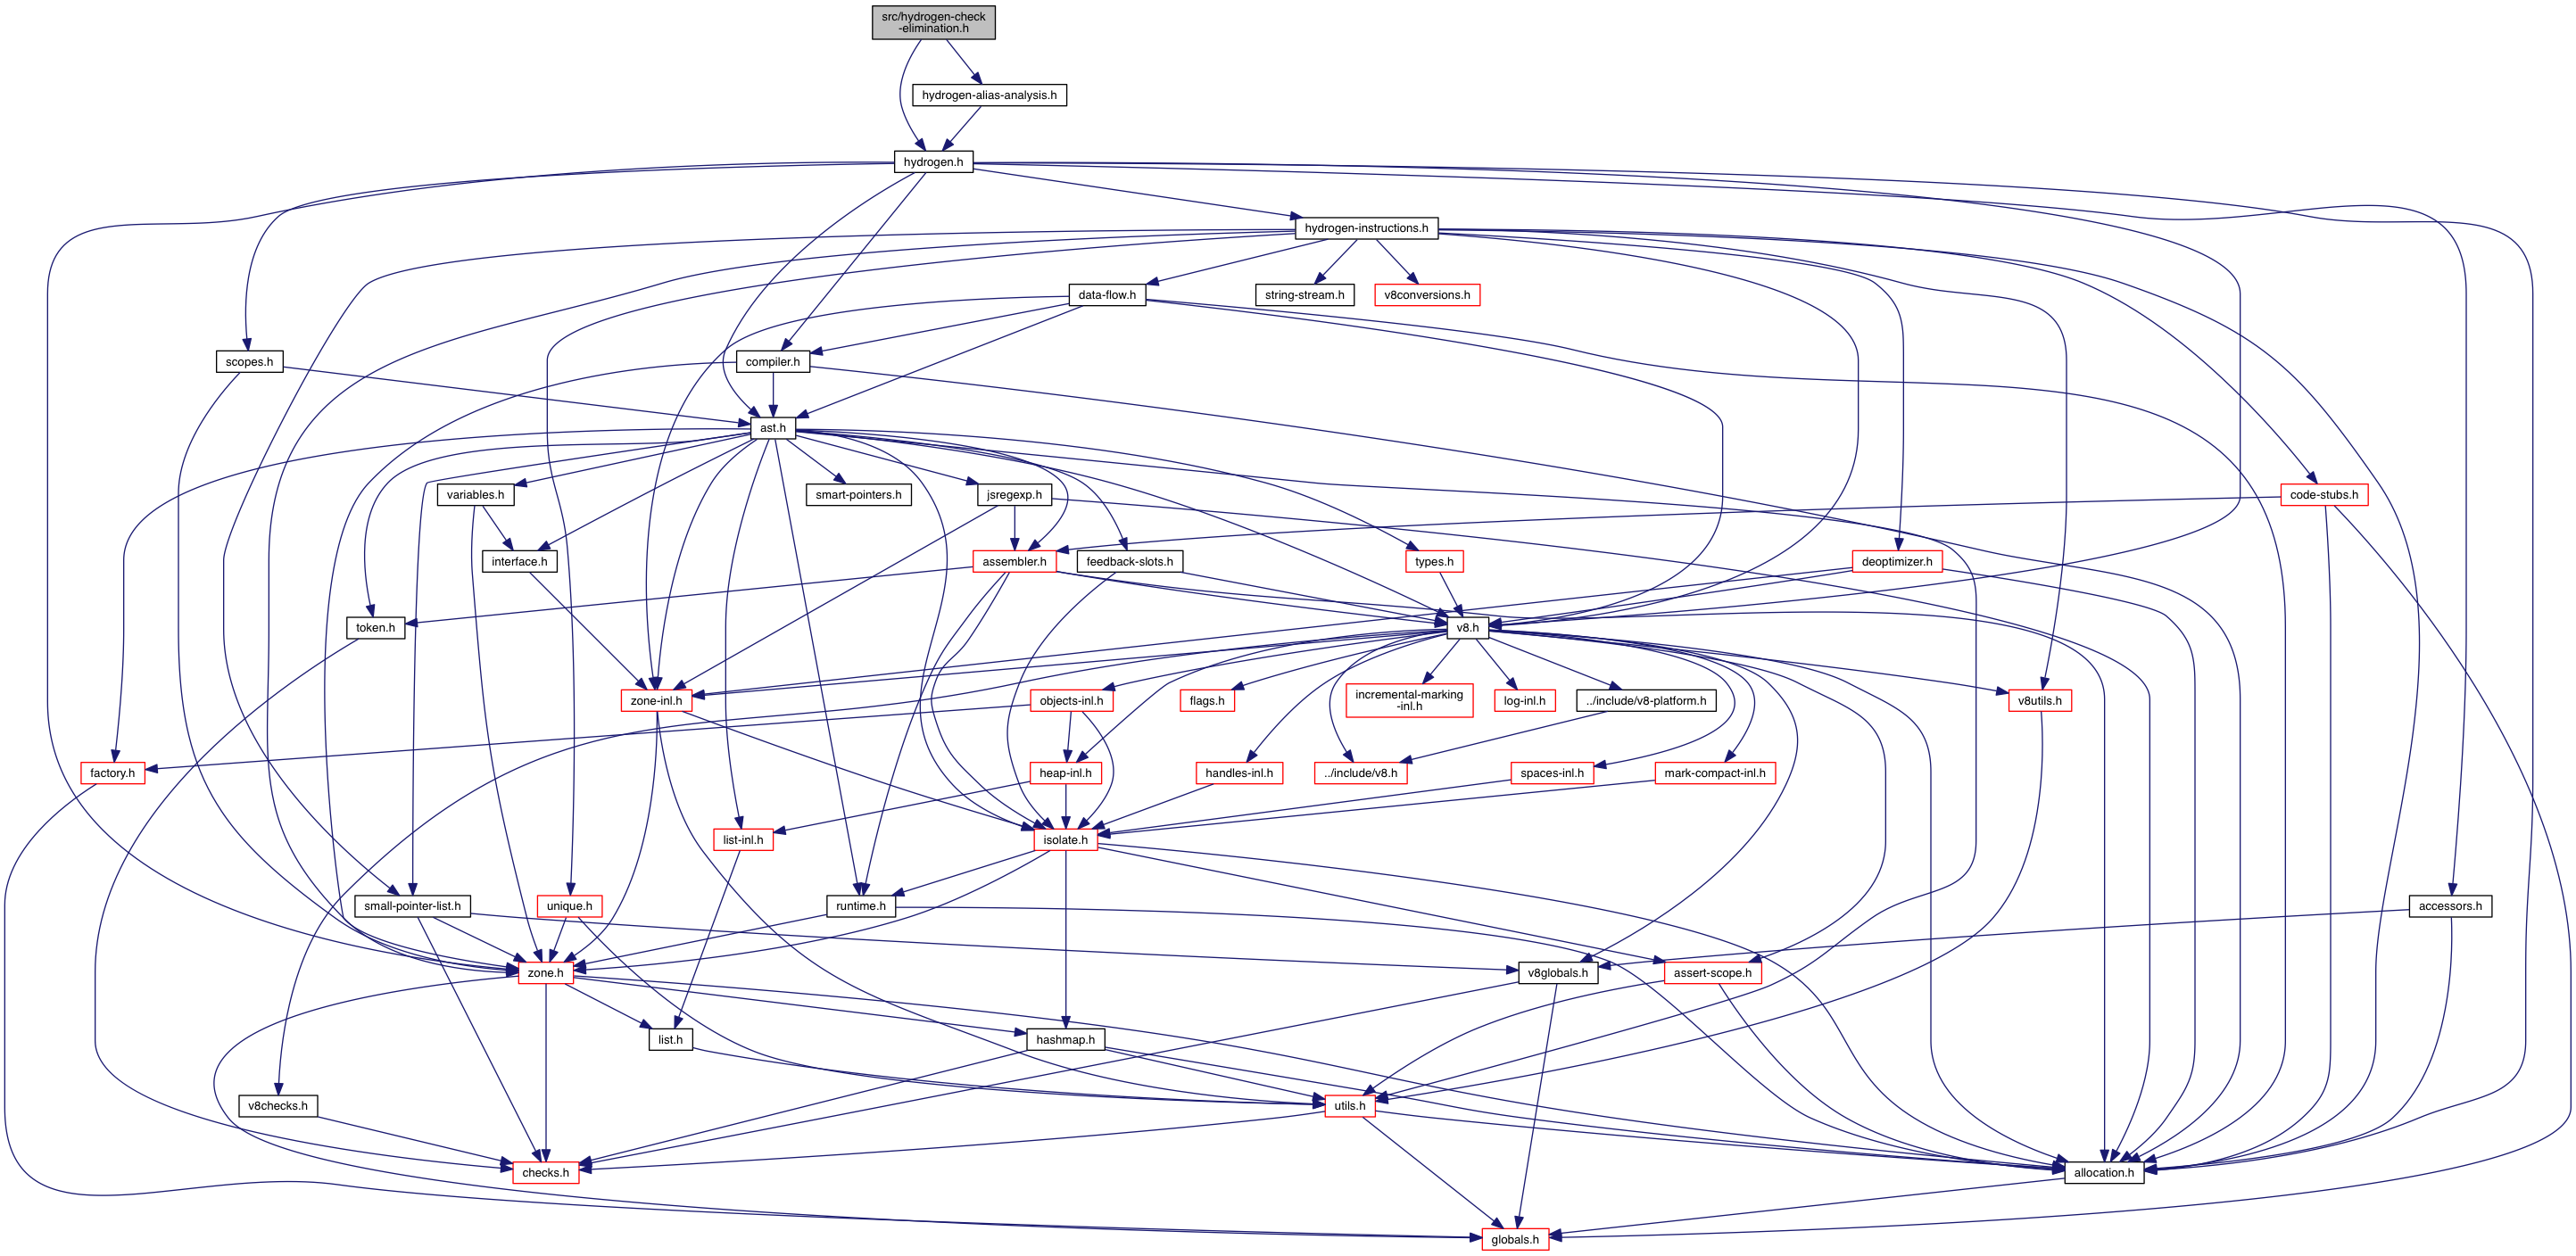 src/hydrogen-check
-elimination.h
hydrogen-alias-analysis.h
hydrogen.h
hydrogen-instructions.h
data-flow.h
string-stream.h
v8conversions.h
scopes.h
compiler.h
ast.h
variables.h
smart-pointers.h
jsregexp.h
code-stubs.h
interface.h
assembler.h
feedback-slots.h
types.h
deoptimizer.h
token.h
v8.h
zone-inl.h
objects-inl.h
flags.h
incremental-marking
-inl.h
log-inl.h
../include/v8-platform.h
v8utils.h
factory.h
heap-inl.h
handles-inl.h
../include/v8.h
spaces-inl.h
mark-compact-inl.h
list-inl.h
isolate.h
small-pointer-list.h
unique.h
runtime.h
accessors.h
zone.h
v8globals.h
assert-scope.h
list.h
hashmap.h
v8checks.h
utils.h
checks.h
allocation.h
globals.h